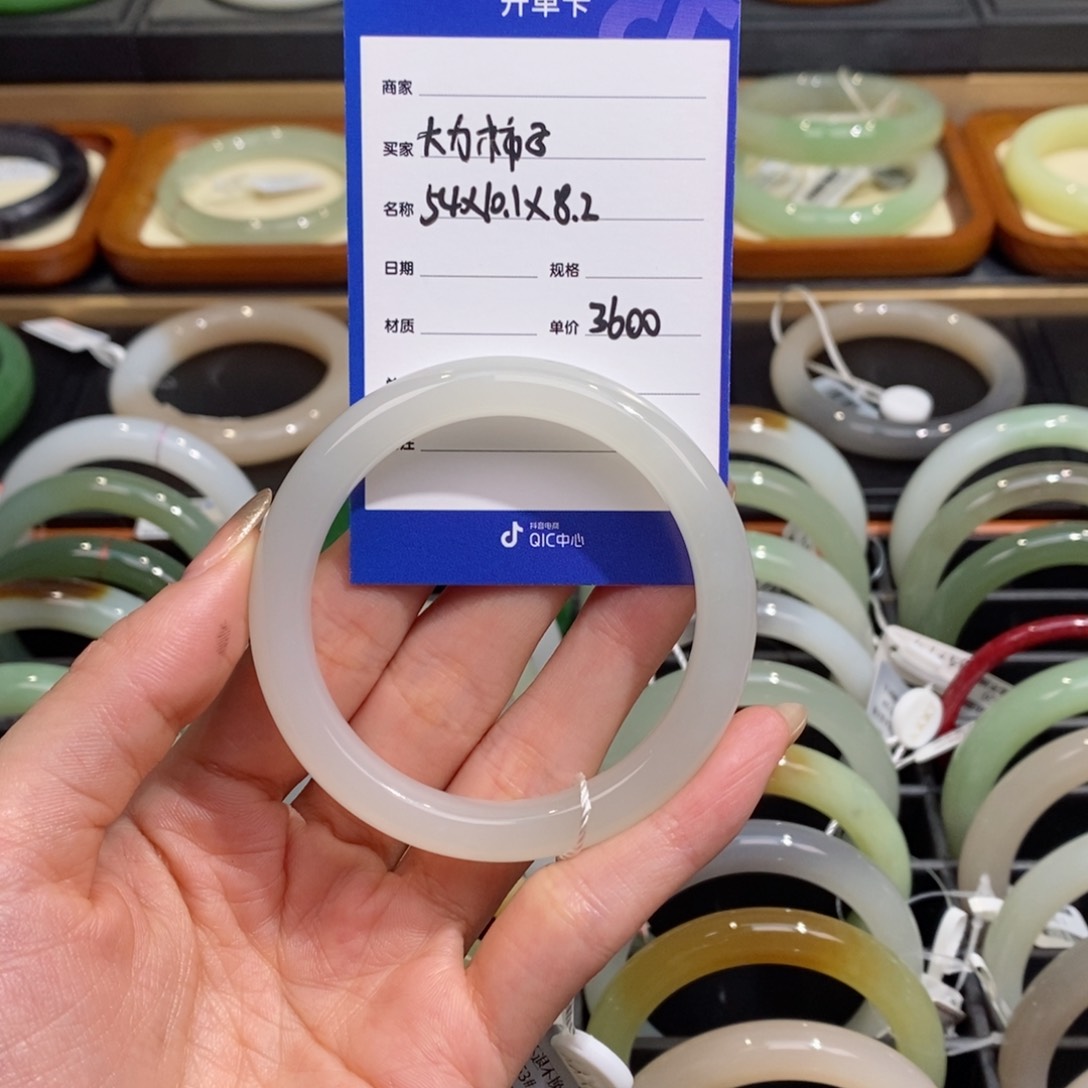 开单卡
商家
买家 大力柿子
名称 54x10.1x8.2
日期 规格
材质 单价 3600
注
抖音电商
QIC中心